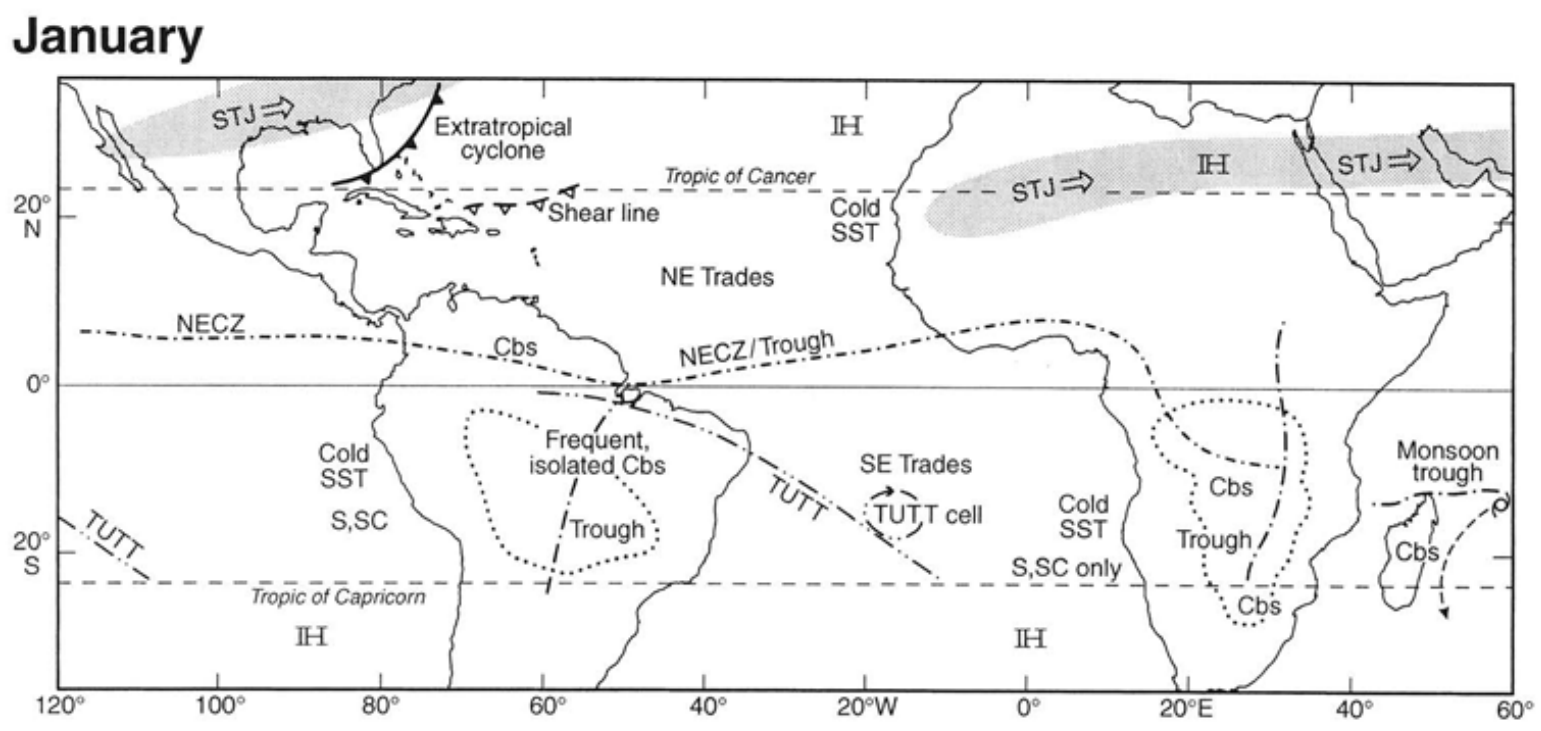 January
STJ
Extratropical
cyclone
H
H
STJ
STJ
Tropic of Cancer
20°
N
Shear line
Cold
SST
NE Trades
NECZ
Cbs
NECZ/Trough
0°
Frequent,
isolated Cbs
Cold
SST
S,SC
Trough
TUTT
SE Trades
TUTT cell
Cold
SST
S,SC only
Cbs
Trough
Cbs
Monsoon
trough
Cbs
20°
S
TUTT
Tropic of Capricorn
H
H
120° 100° 80° 60° 40° 20°W 0° 20°E 40° 60°